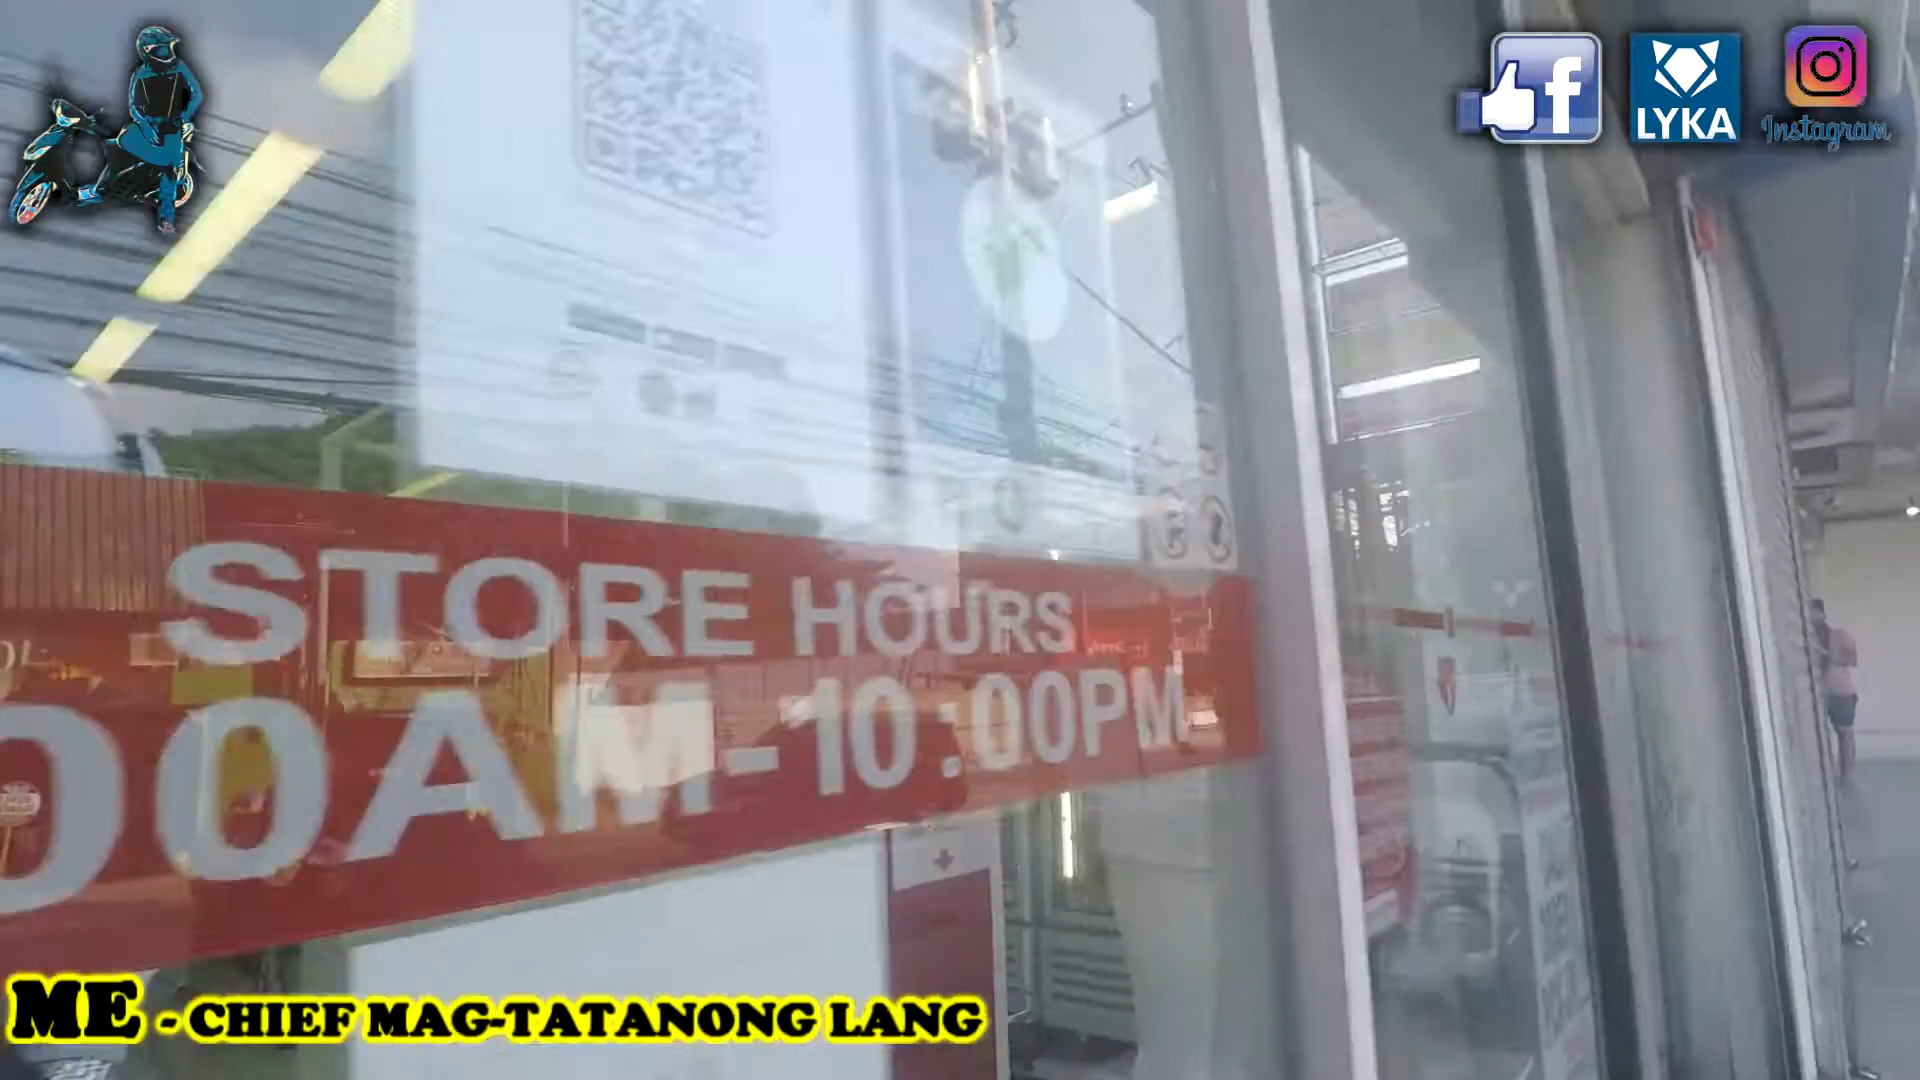 LYKA
Instagram
STORE HOURS
00AM-10:00PM
ME - CHIEF MAG-TATANONG LANG